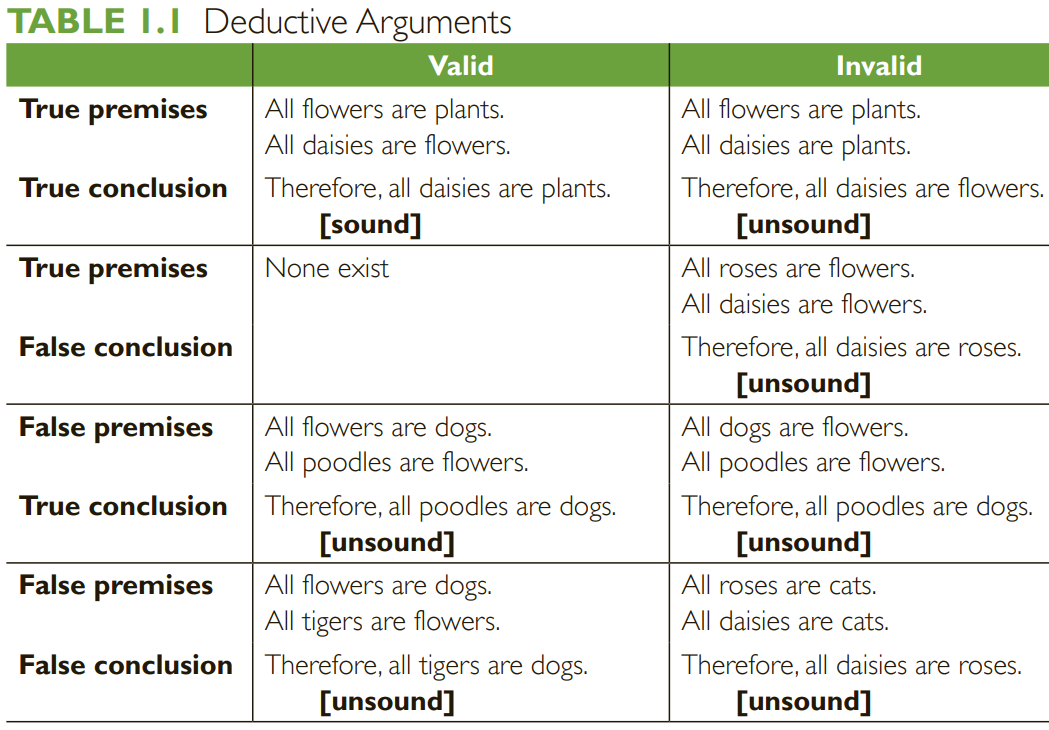 TABLE 1.1 Deductive Arguments
Valid Invalid
True premises All flowers are plants. All flowers are plants.
All daisies are flowers. All daisies are plants.
True conclusion Therefore, all daisies are plants. Therefore, all daisies are flowers.
[sound] [unsound]
True premises None exist All roses are flowers.
All daisies are flowers.
False conclusion Therefore, all daisies are roses.
[unsound]
False premises All flowers are dogs. All dogs are flowers.
All poodles are flowers. All poodles are flowers.
True conclusion Therefore, all poodles are dogs. Therefore, all poodles are dogs.
[unsound] [unsound]
False premises All flowers are dogs. All roses are cats.
All tigers are flowers. All daisies are cats.
False conclusion Therefore, all tigers are dogs. Therefore, all daisies are roses.
[unsound] [unsound]